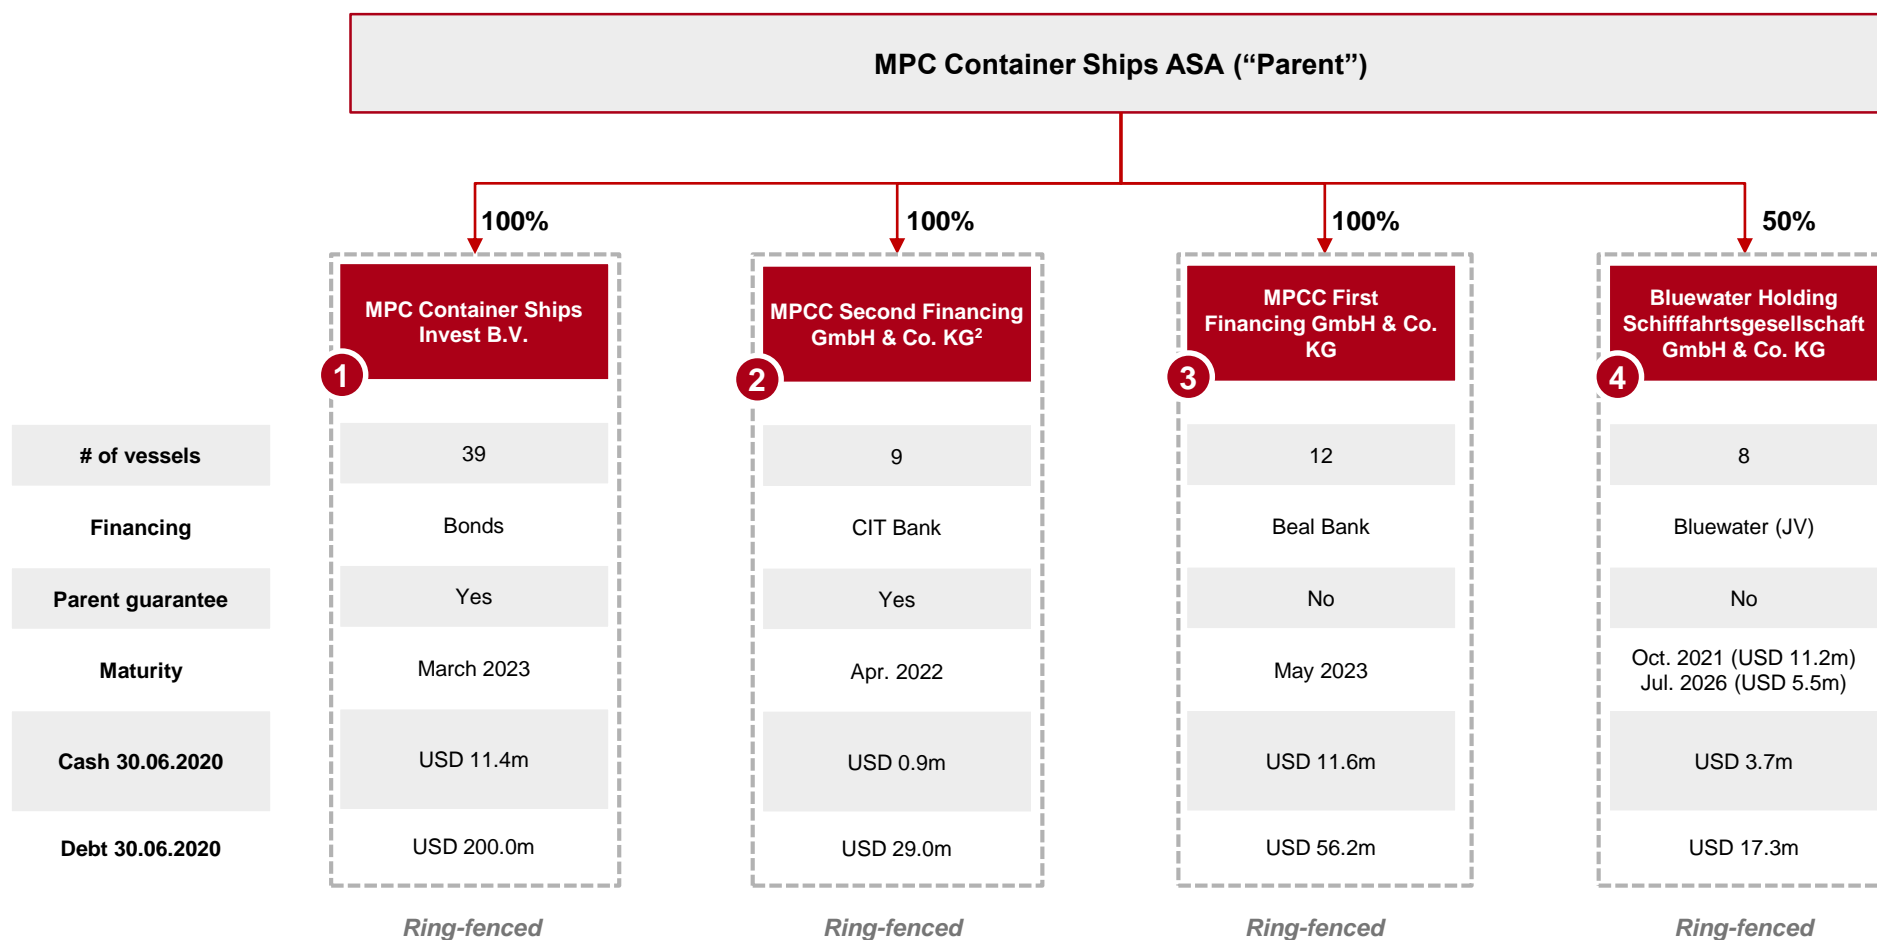 MPC Container Ships ASA (“Parent”)
100%
100%
100%
50%
MPC Container Ships
Invest B.V.
1
MPCC Second Financing
GmbH & Co. KG²
2
MPCC First
Financing GmbH & Co.
KG
3
Bluewater Holding
Schifffahrtsgesellschaft
GmbH & Co. KG
4
# of vessels
39
9
12
8
Financing
Bonds
CIT Bank
Beal Bank
Bluewater (JV)
Parent guarantee
Yes
Yes
No
No
Maturity
March 2023
Apr. 2022
May 2023
Oct. 2021 (USD 11.2m)
Jul. 2026 (USD 5.5m)
Cash 30.06.2020
USD 11.4m
USD 0.9m
USD 11.6m
USD 3.7m
Debt 30.06.2020
USD 200.0m
USD 29.0m
USD 56.2m
USD 17.3m
Ring-fenced
Ring-fenced
Ring-fenced
Ring-fenced